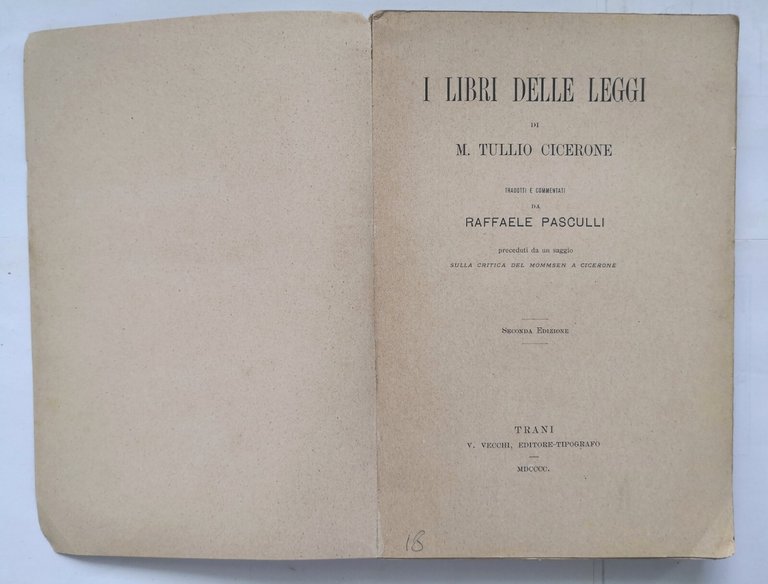 I LIBRI DELLE LEGGI
DI
M. TULLIO CICERONE
TRADOTTI E COMMENTATI
DA
RAFFAELE PASCULLI
preceduti da un saggio
SULLA CRITICA DEL MOMMSEN A CICERONE
SECONDA EDIZIONE
TRANI
V. VECCHI, EDITORE-TIPOGRAFO
MDCCCC.
18